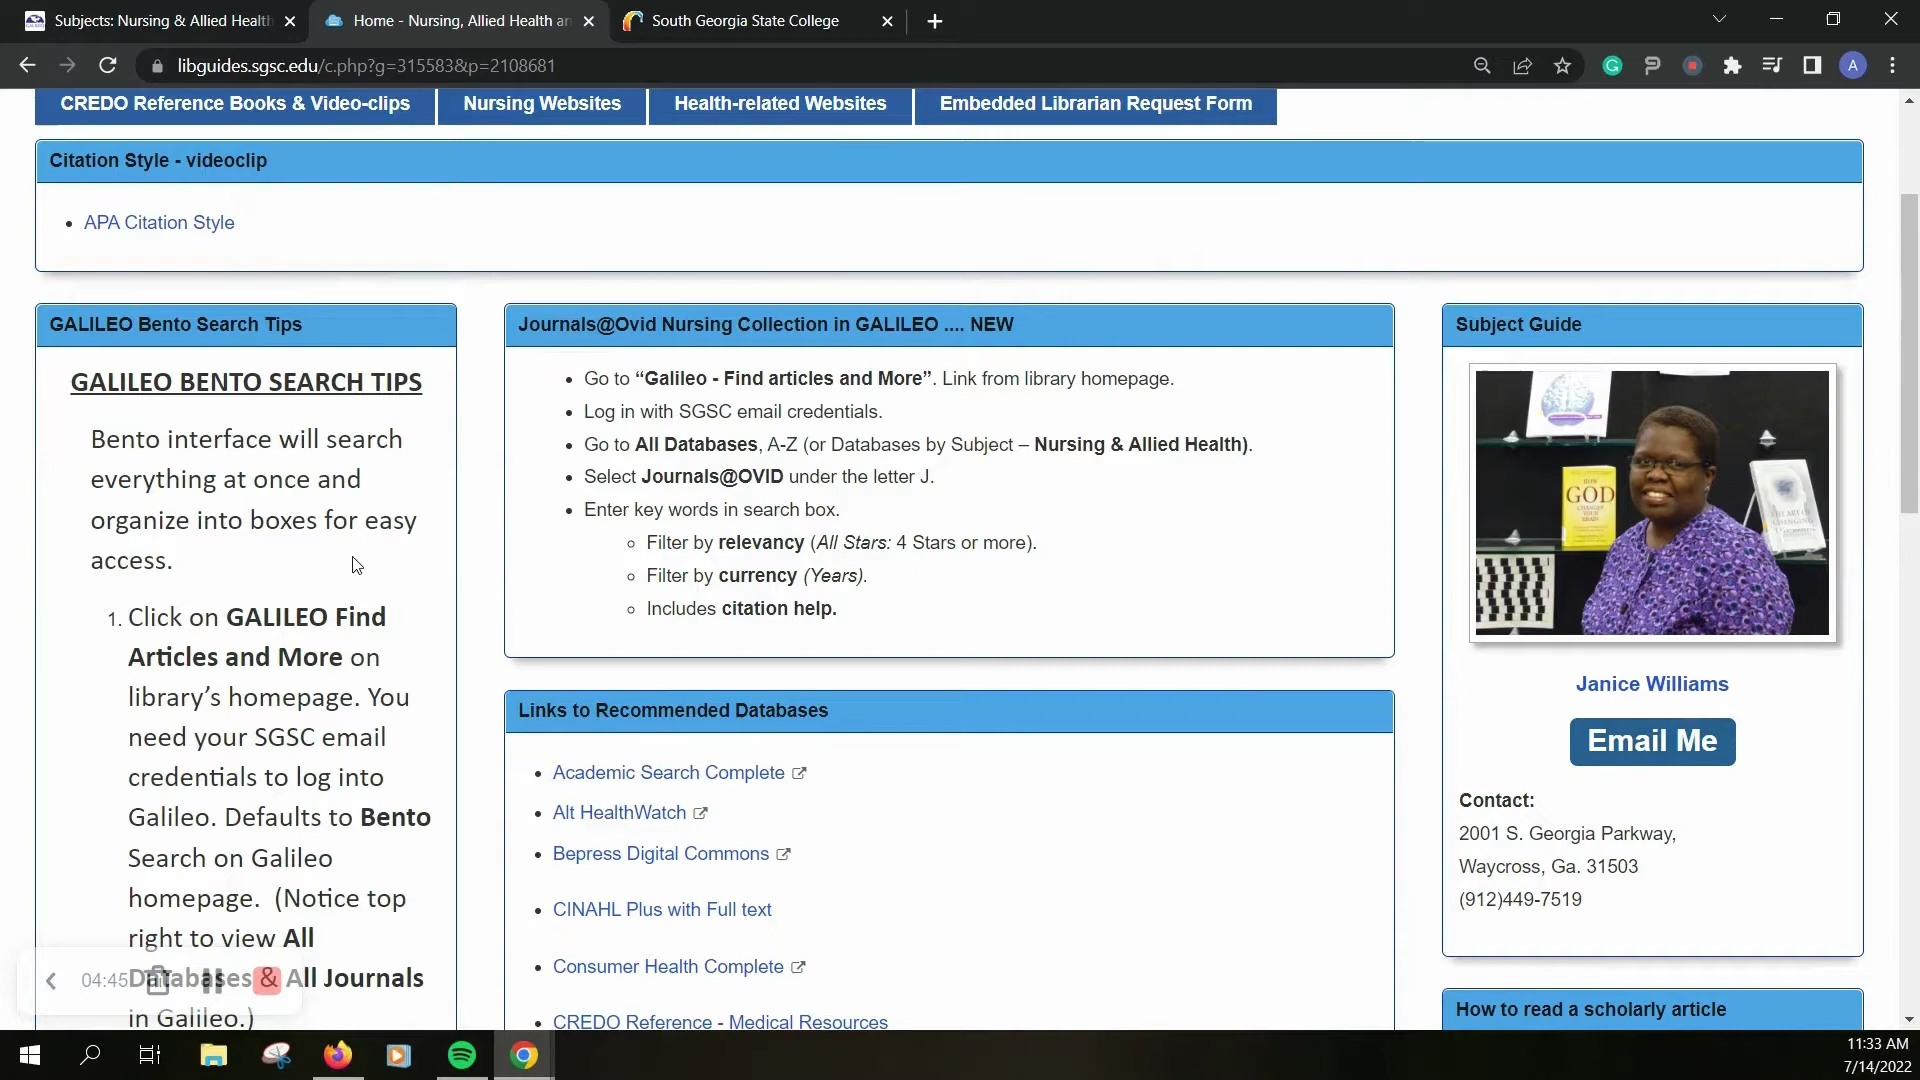 Subjects: Nursing & Allied Health
Home - Nursing, Allied Health an
South Georgia State College
libguides.sgsc.edu/c.php?g=315583&p=2108681
A
CREDO Reference Books & Video-clips
Nursing Websites
Health-related Websites
Embedded Librarian Request Form
Citation Style - videoclip
APA Citation Style
GALILEO Bento Search Tips
GALILEO BENTO SEARCH TIPS
Bento interface will search
everything at once and
organize into boxes for easy
access.
1. Click on GALILEO Find
Articles and More on
library’s homepage. You
need your SGSC email
credentials to log into
Galileo. Defaults to Bento
Search on Galileo
homepage. (Notice top
right to view All
Databases & All Journals
in Galileo.)
04:45
Journals@Ovid Nursing Collection in GALILEO .... NEW
Go to “Galileo - Find articles and More”. Link from library homepage.
Log in with SGSC email credentials.
Go to All Databases, A-Z (or Databases by Subject – Nursing & Allied Health).
Select Journals@OVID under the letter J.
Enter key words in search box.
Filter by relevancy (All Stars: 4 Stars or more).
Filter by currency (Years).
Includes citation help.
Links to Recommended Databases
Academic Search Complete
Alt HealthWatch
Bepress Digital Commons
CINAHL Plus with Full text
Consumer Health Complete
CREDO Reference - Medical Resources
Subject Guide
GOD
Janice Williams
Email Me
Contact:
2001 S. Georgia Parkway,
Waycross, Ga. 31503
(912)449-7519
How to read a scholarly article
11:33 AM
7/14/2022